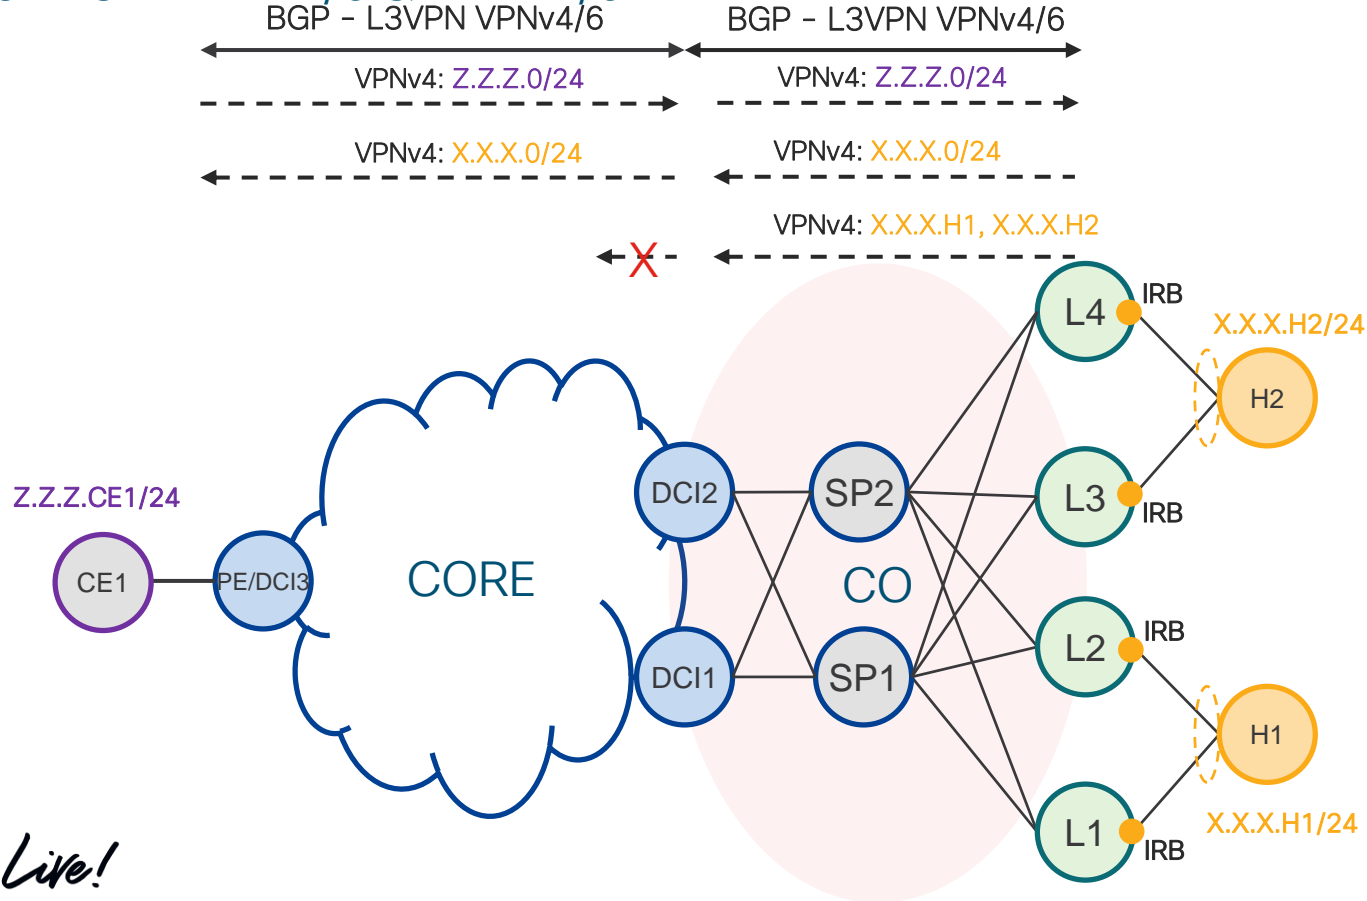 BGP - L3VPN VPNv4/6
BGP - L3VPN VPNv4/6
VPNv4: Z.Z.Z.0/24
VPNv4: Z.Z.Z.0/24
VPNv4: X.X.X.0/24
VPNv4: X.X.X.0/24
VPNv4: X.X.X.H1, X.X.X.H2
X
L4
IRB
X.X.X.H2/24
H2
DCI2
SP2
L3
IRB
Z.Z.Z.CE1/24
CE1
PE/DCI3
CORE
CO
L2
IRB
DCI1
SP1
H1
X.X.X.H1/24
L1
IRB
Live!